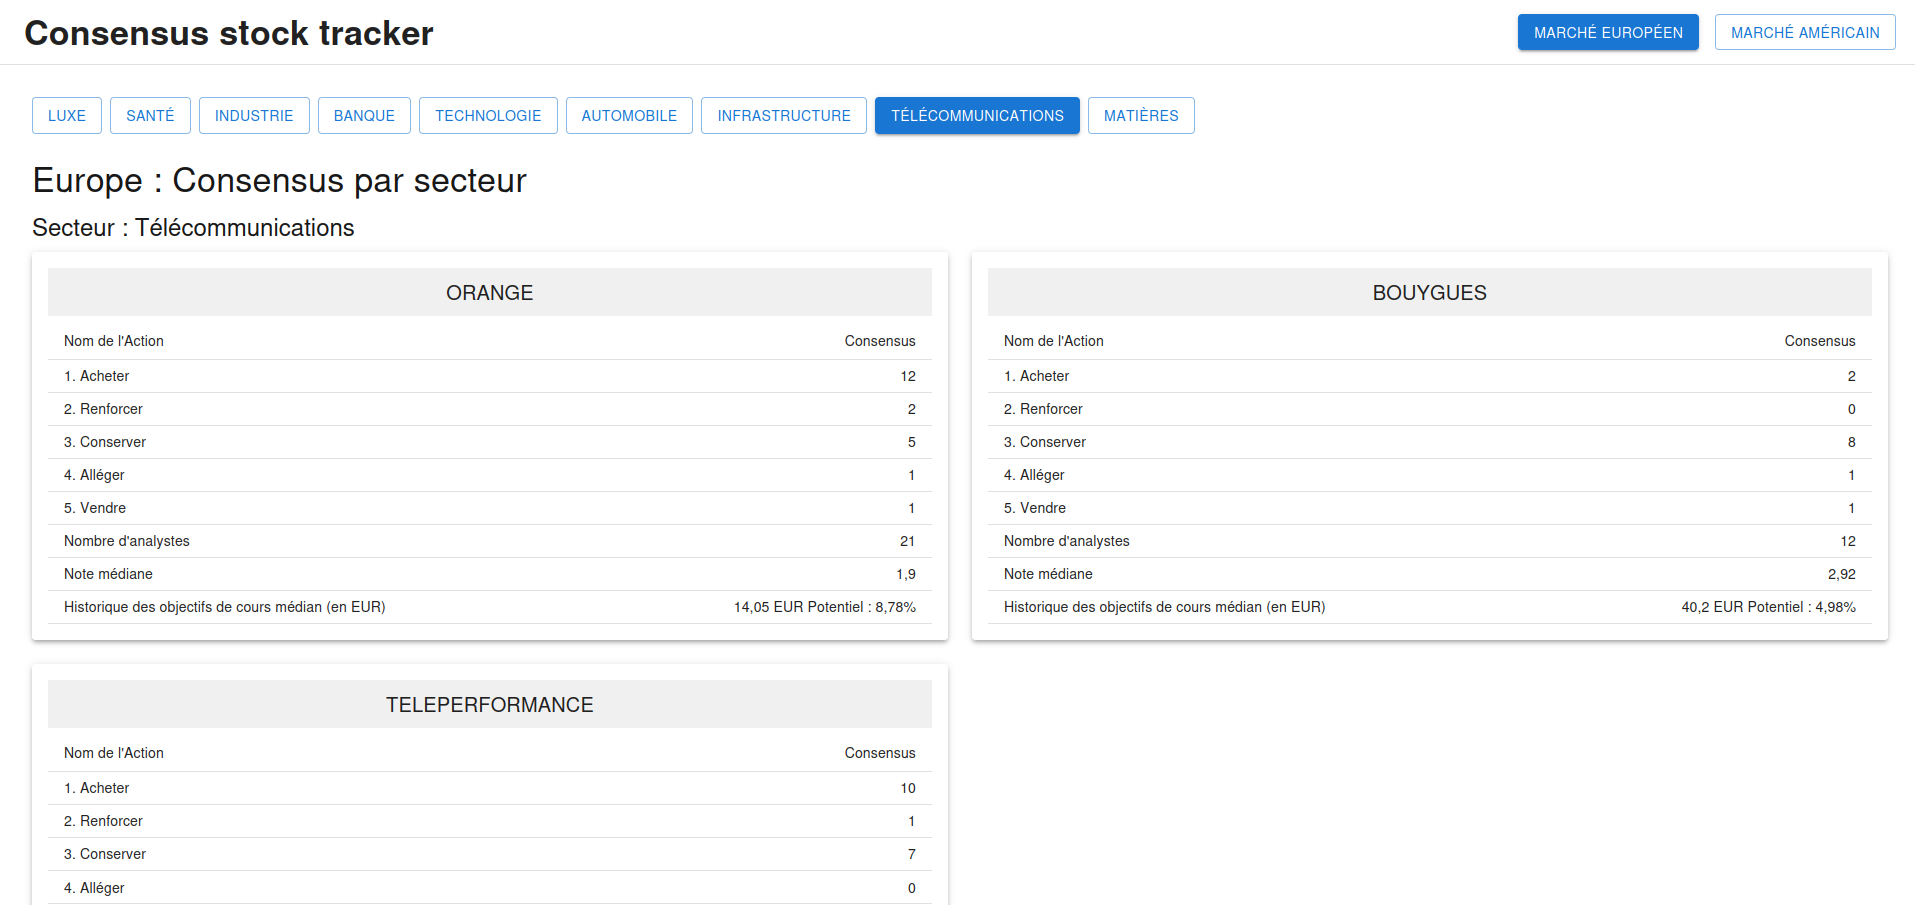 Consensus stock tracker
MARCHÉ EUROPÉEN
MARCHÉ AMÉRICAIN
LUXE
SANTÉ
INDUSTRIE
BANQUE
TECHNOLOGIE
AUTOMOBILE
INFRASTRUCTURE
TÉLÉCOMMUNICATIONS
MATIÈRES
Europe : Consensus par secteur
Secteur : Télécommunications
ORANGE
Nom de l'Action Consensus
1. Acheter 12
2. Renforcer 2
3. Conserver 5
4. Alléger 1
5. Vendre 1
Nombre d'analystes 21
Note médiane 1,9
Historique des objectifs de cours médian (en EUR) 14,05 EUR Potentiel : 8,78%
BOUYGUES
Nom de l'Action Consensus
1. Acheter 2
2. Renforcer 0
3. Conserver 8
4. Alléger 1
5. Vendre 1
Nombre d'analystes 12
Note médiane 2,92
Historique des objectifs de cours médian (en EUR) 40,2 EUR Potentiel : 4,98%
TELEPERFORMANCE
Nom de l'Action Consensus
1. Acheter 10
2. Renforcer 1
3. Conserver 7
4. Alléger 0